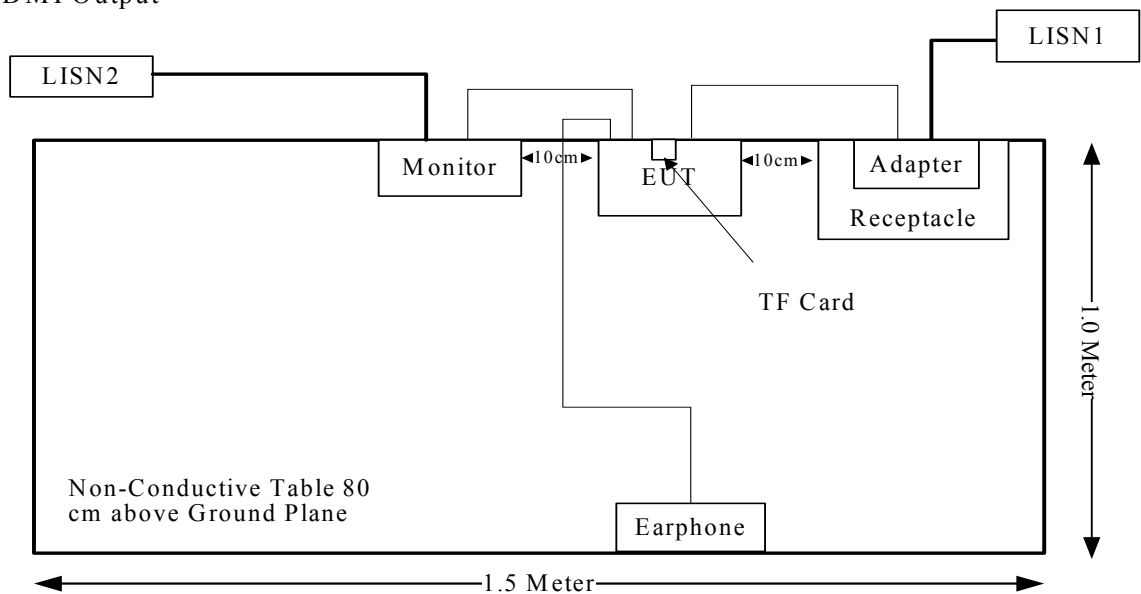 LISN1
LISN2
Monitor
10cm
EUT
10cm
Adapter
Receptacle
TF Card
1.0 Meter
Non-Conductive Table 80
cm above Ground Plane
Earphone
1.5 Meter